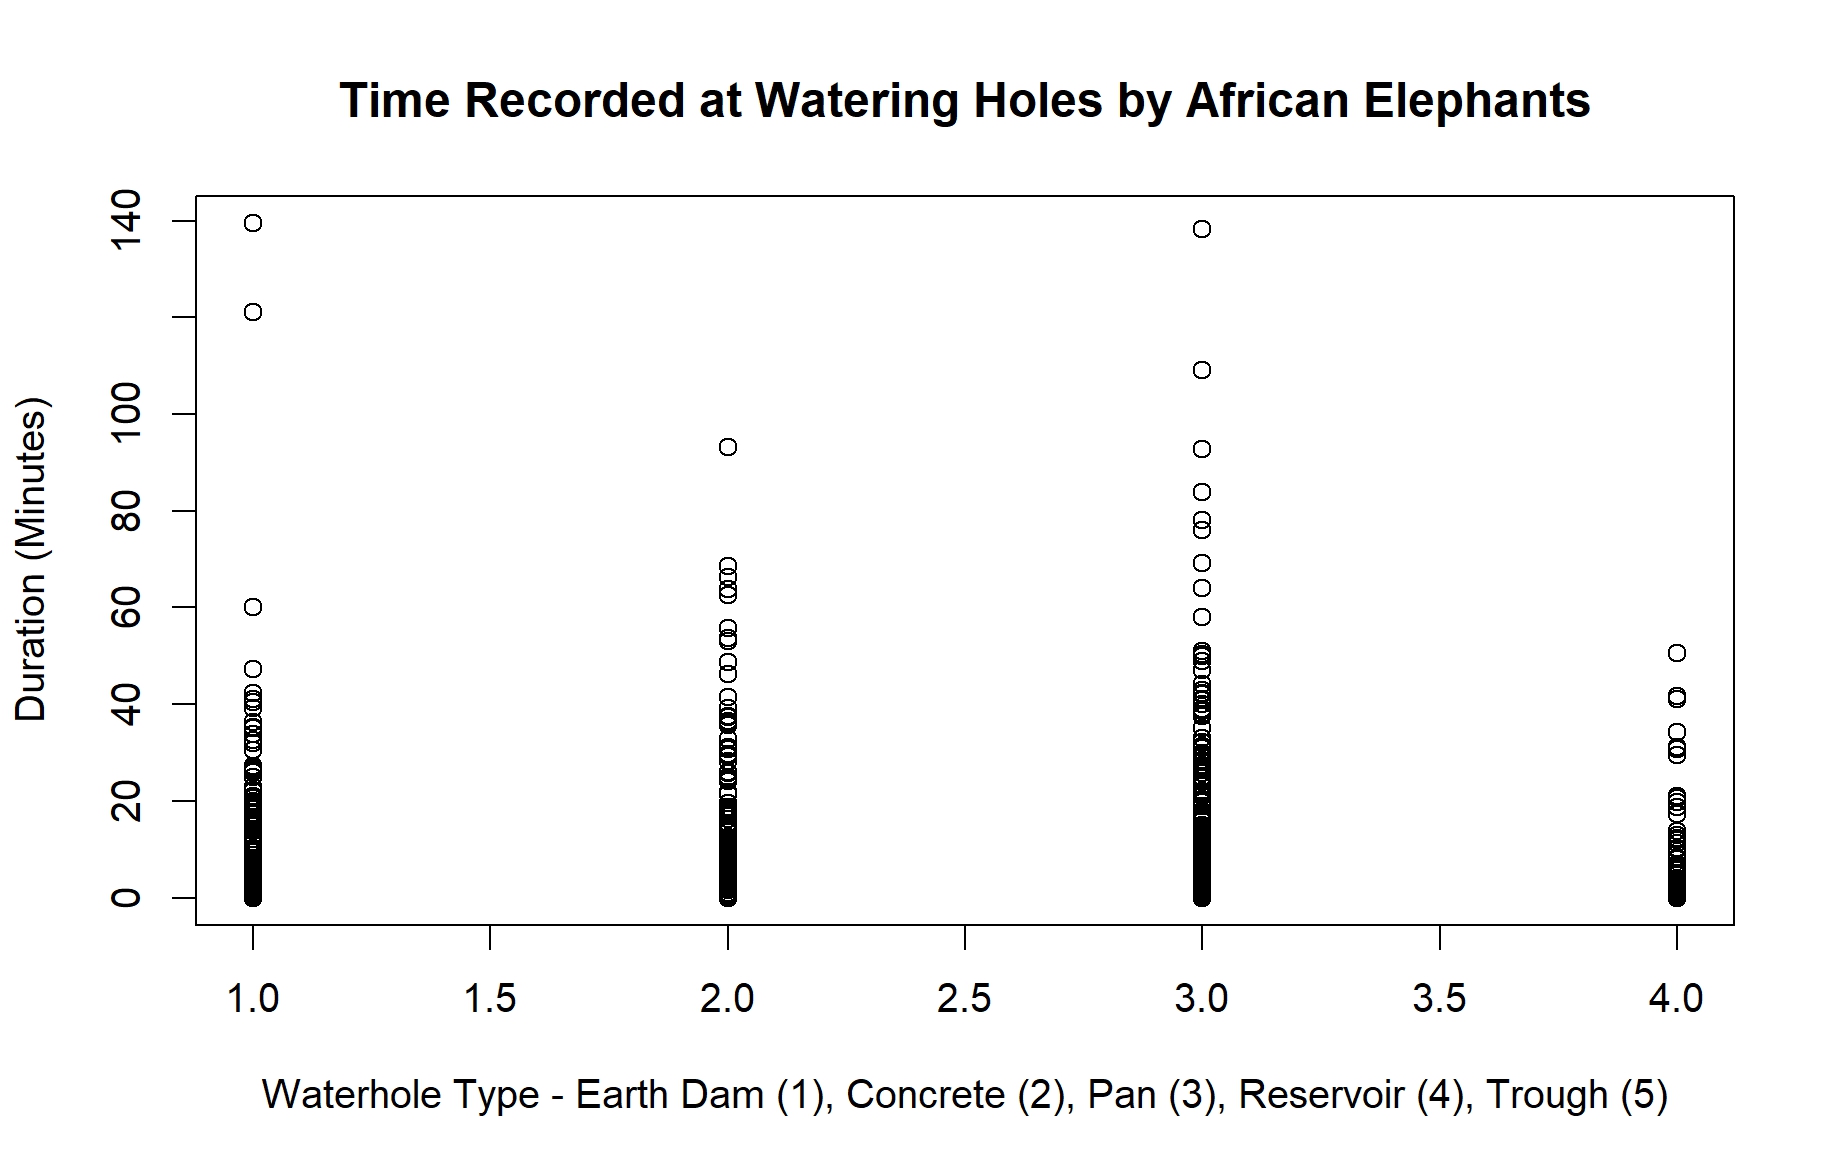 Time Recorded at Watering Holes by African Elephants
Duration (Minutes)
140
100
80
60
40
20
0
1.0 1.5 2.0 2.5 3.0 3.5 4.0
Waterhole Type - Earth Dam (1), Concrete (2), Pan (3), Reservoir (4), Trough (5)